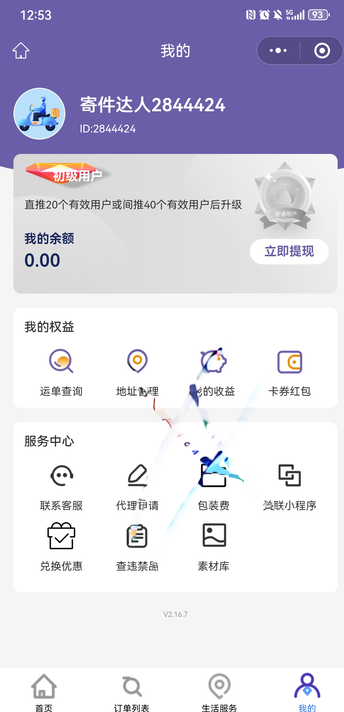 12:53
5G
93
我的
寄件达人2844424
ID:2844424
初级用户
直推20个有效用户或间推40个有效用户后升级
普通用户
我的余额
0.00
立即提现
我的权益
运单查询
地址管理
我的收益
卡券红包
服务中心
联系客服
代理申请
包装费
关联小程序
兑换优惠
查违禁品
素材库
V2.16.7
首页
订单列表
生活服务
我的